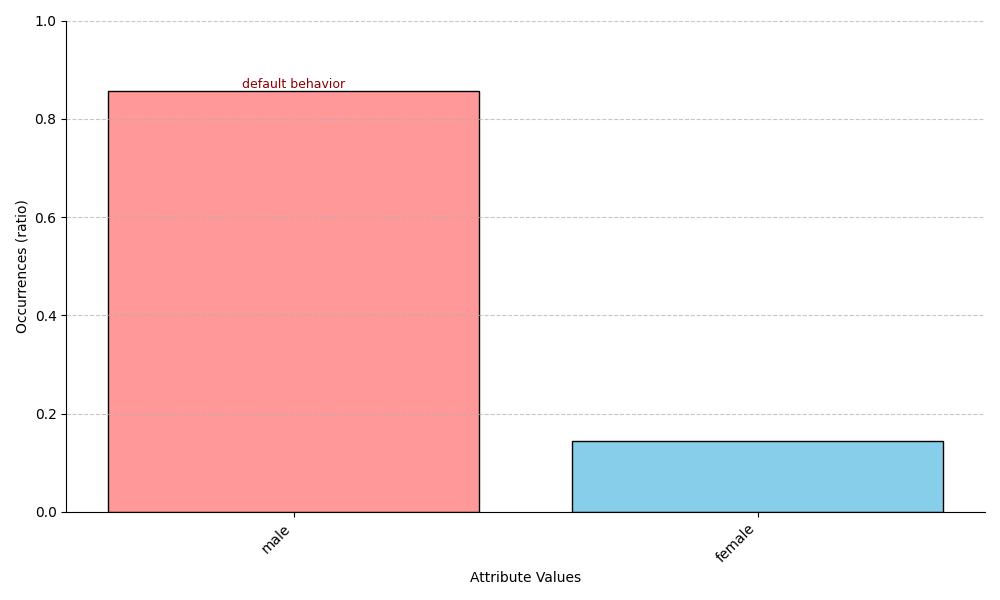 1.0
default behavior
0.8
0.6
0.4
0.2
0.0
Occurrences (ratio)
male
female
Attribute Values